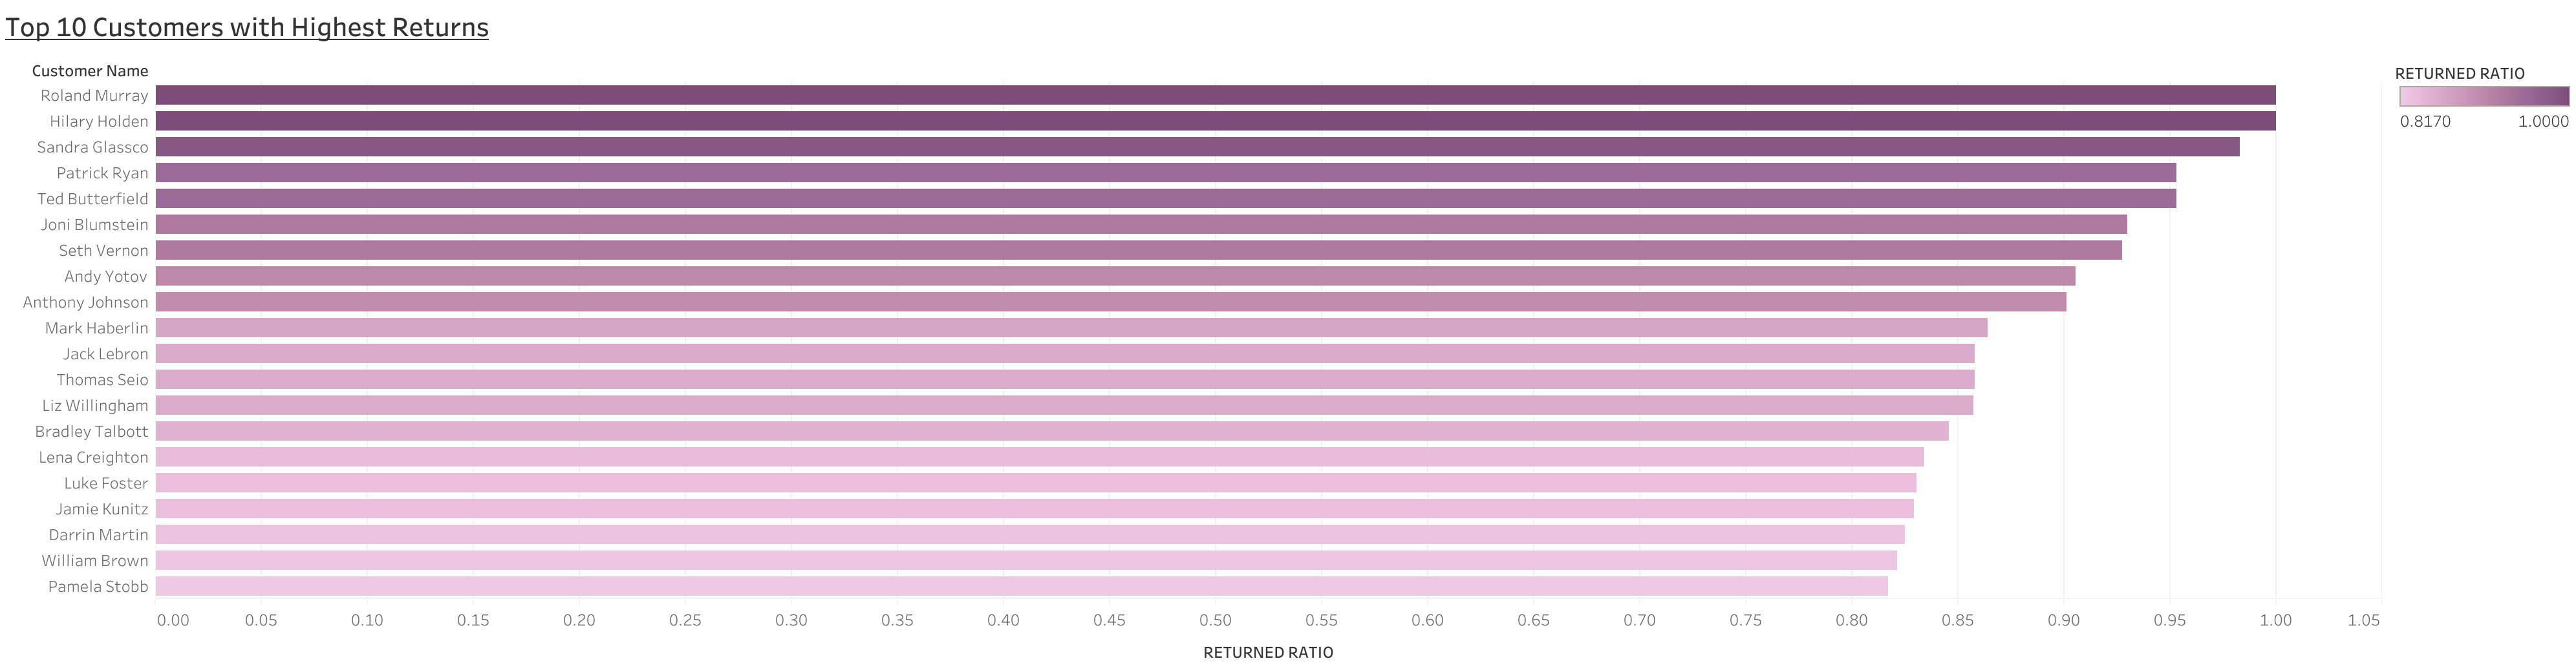 Top 10 Customers with Highest Returns
Customer Name
RETURNED RATIO
0.8170 1.0000
Roland Murray
Hilary Holden
Sandra Glassco
Patrick Ryan
Ted Butterfield
Joni Blumstein
Seth Vernon
Andy Yotov
Anthony Johnson
Mark Haberlin
Jack Lebron
Thomas Seio
Liz Willingham
Bradley Talbott
Lena Creighton
Luke Foster
Jamie Kunitz
Darrin Martin
William Brown
Pamela Stobb
0.00 0.05 0.10 0.15 0.20 0.25 0.30 0.35 0.40 0.45 0.50 0.55 0.60 0.65 0.70 0.75 0.80 0.85 0.90 0.95 1.00 1.05
RETURNED RATIO